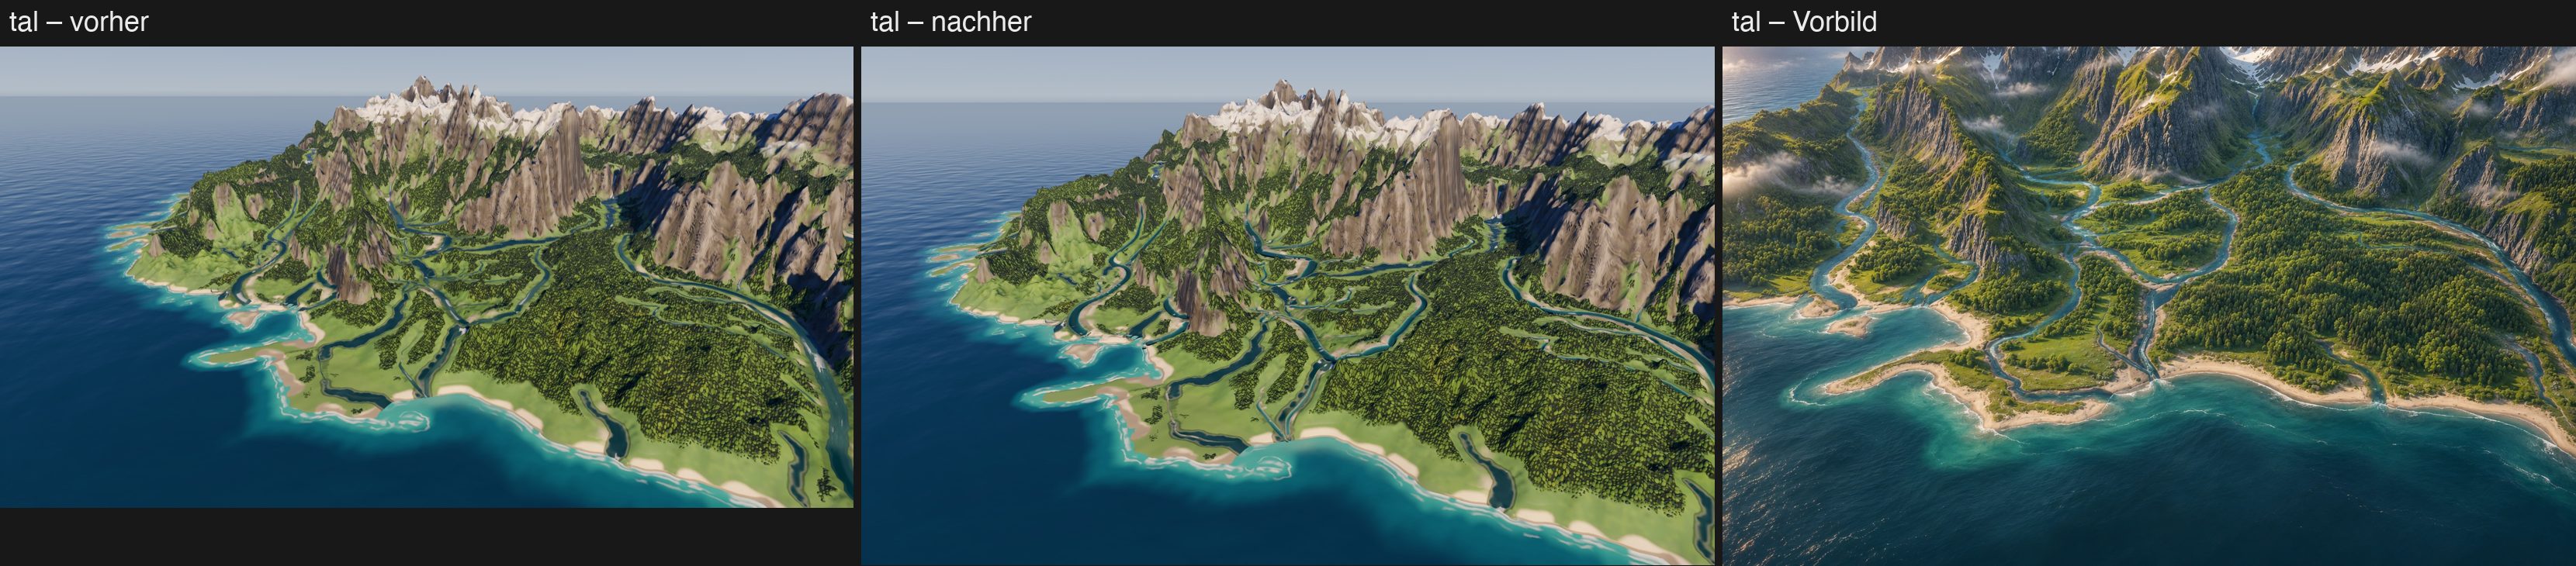 tal – vorher
tal – nachher
tal – Vorbild